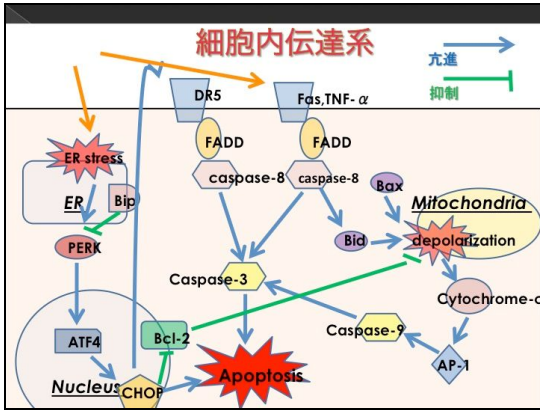 細胞内伝達系
亢進
抑制
DR5
Fas,TNF-α
FADD
FADD
ER stress
caspase-8
caspase-8
Bax
ER
Bip
Mitochondria
PERK
Bid
depolarization
Caspase-3
Cytochrome-c
ATF4
Bcl-2
Caspase-9
AP-1
Nucleus
CHOP
Apoptosis